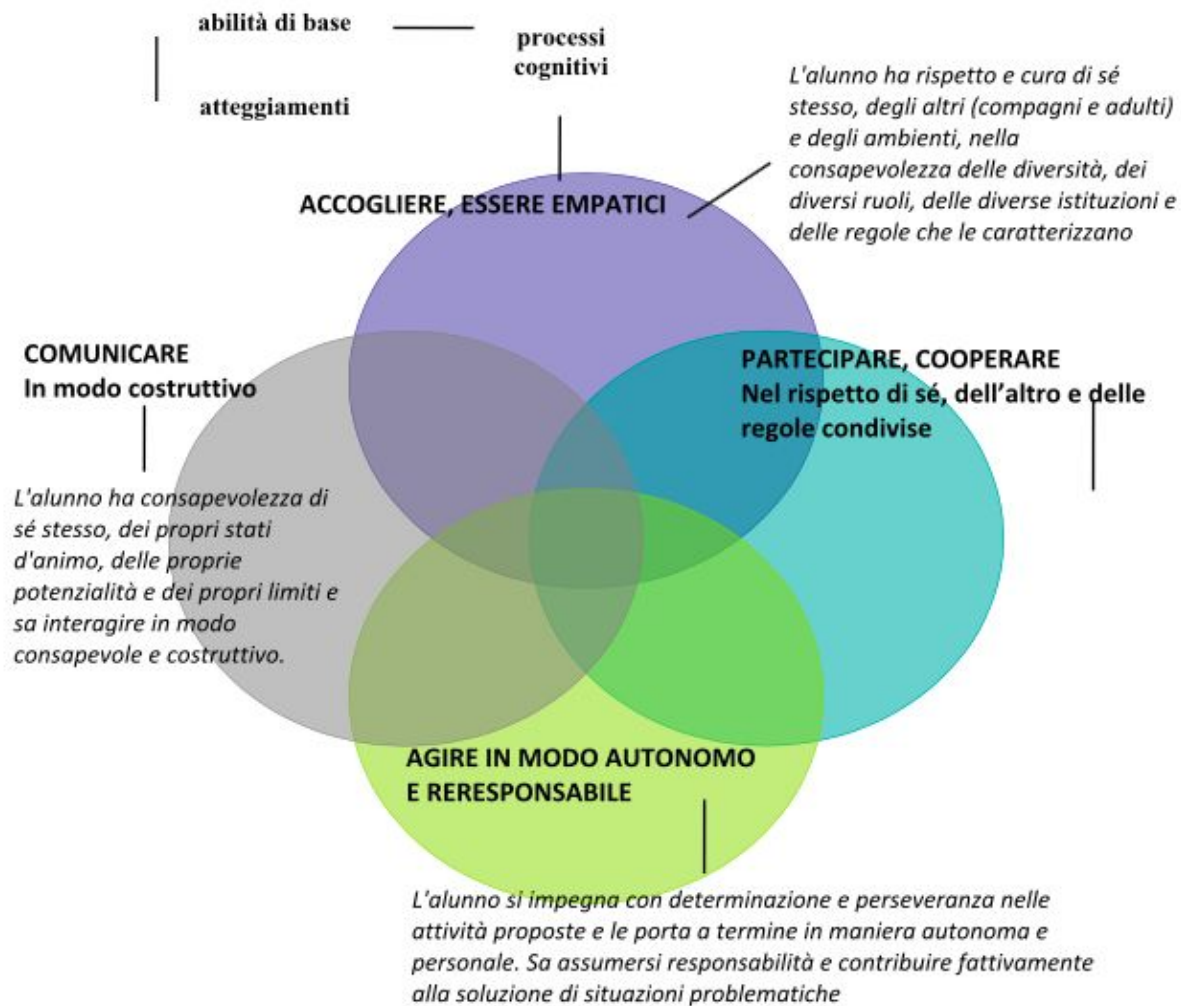 abilità di base
processi
cognitivi
atteggiamenti
L'alunno ha rispetto e cura di sé
stesso, degli altri (compagni e adulti)
e degli ambienti, nella
consapevolezza delle diversità, dei
diversi ruoli, delle diverse istituzioni e
delle regole che le caratterizzano
ACCOGLIERE, ESSERE EMPATICI
COMUNICARE
In modo costruttivo
PARTECIPARE, COOPERARE
Nel rispetto di sé, dell'altro e delle
regole condivise
L'alunno ha consapevolezza di
sé stesso, dei propri stati
d'animo, delle proprie
potenzialità e dei propri limiti e
sa interagire in modo
consapevole e costruttivo.
AGIRE IN MODO AUTONOMO
E RERESPONSABILE
L'alunno si impegna con determinazione e perseveranza nelle
attività proposte e le porta a termine in maniera autonoma e
personale. Sa assumersi responsabilità e contribuire fattivamente
alla soluzione di situazioni problematiche